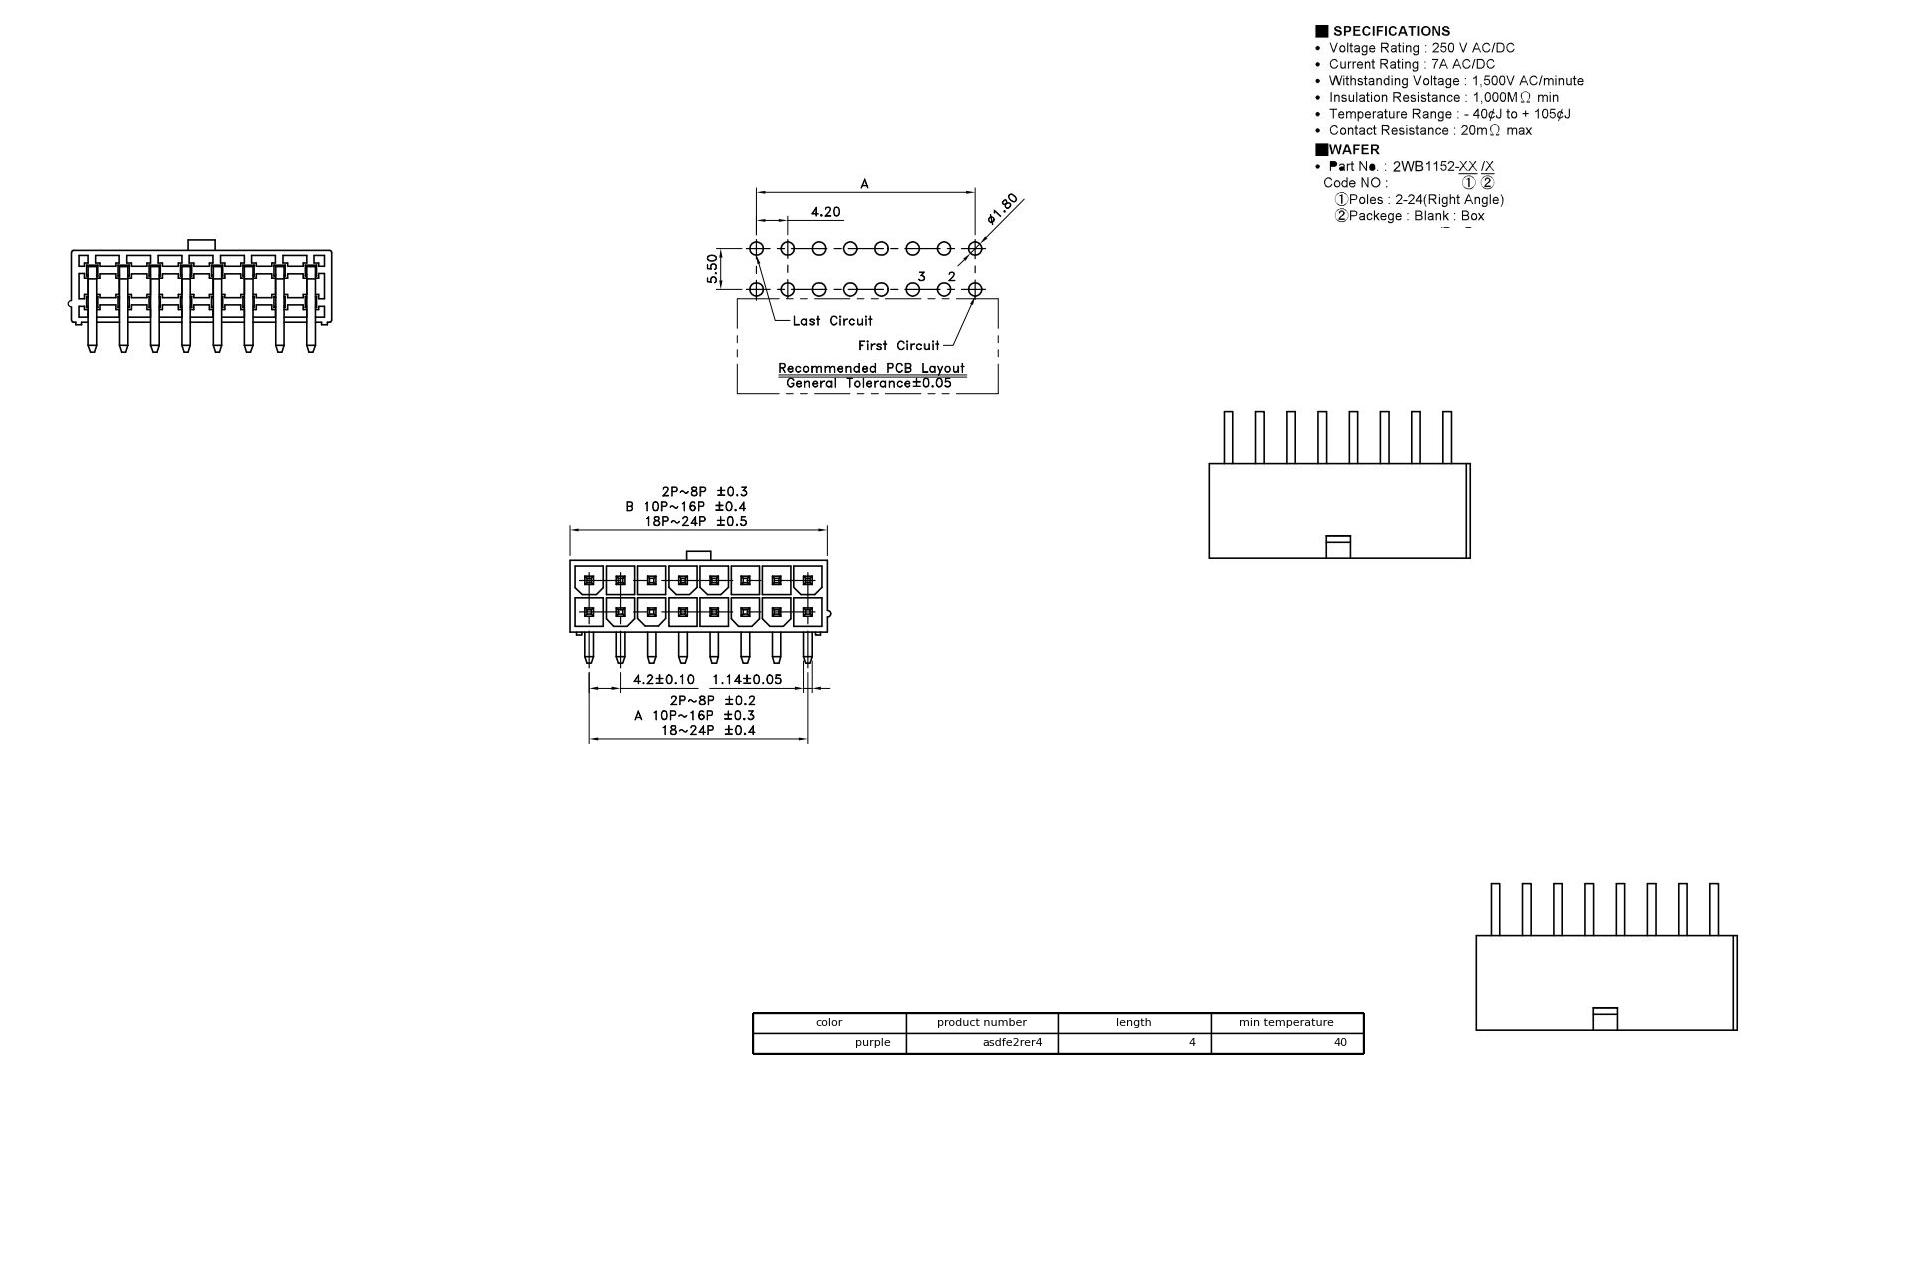 ■ SPECIFICATIONS
• Voltage Rating : 250 V AC/DC
• Current Rating : 7A AC/DC
• Withstanding Voltage : 1,500V AC/minute
• Insulation Resistance : 1,000MΩ min
• Temperature Range : - 40¢J to + 105¢J
• Contact Resistance : 20mΩ max
■WAFER
• Part No. : 2WB1152-XX /X
Code NO : ① ②
①Poles : 2-24(Right Angle)
②Packege : Blank : Box
A
4.20
ø1.80
5.50
3 2
Last Circuit
First Circuit
Recommended PCB Layout
General Tolerance±0.05
2P~8P ±0.3
B 10P~16P ±0.4
18P~24P ±0.5
4.2±0.10 1.14±0.05
2P~8P ±0.2
A 10P~16P ±0.3
18~24P ±0.4
color product number length min temperature
purple asdfe2rer4 4 40